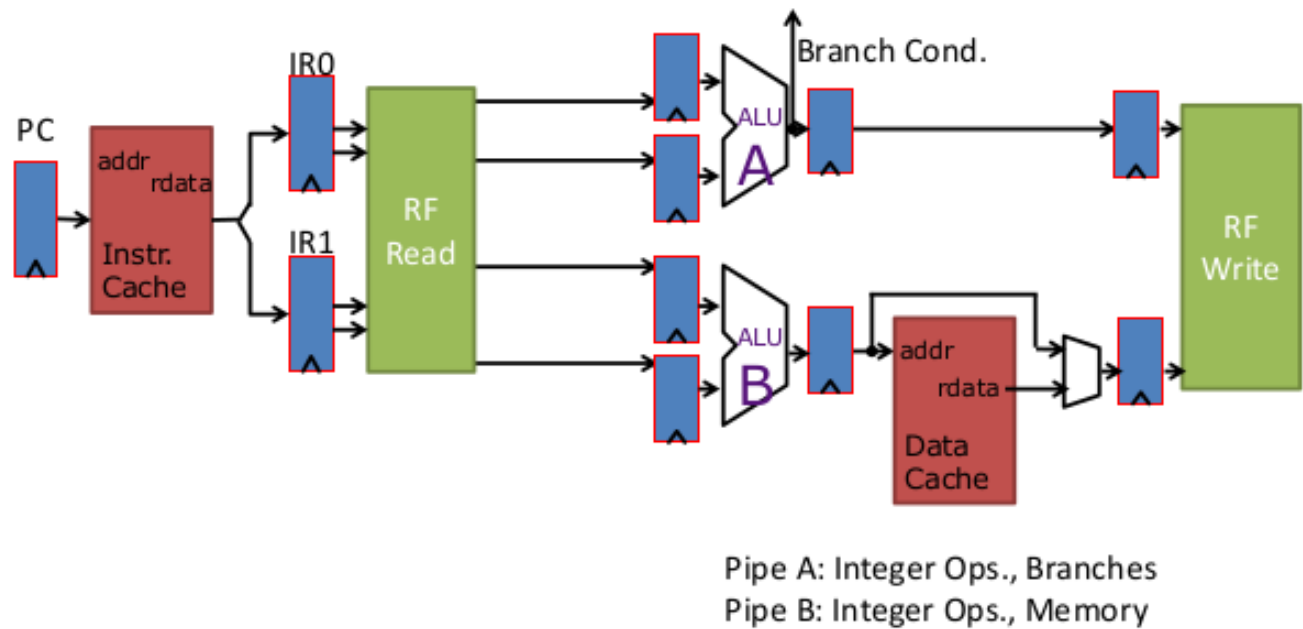 PC
addr
rdata
Instr.
Cache
IR0
IR1
RF
Read
ALU
A
Branch Cond.
ALU
B
addr
rdata
Data
Cache
RF
Write
Pipe A: Integer Ops., Branches
Pipe B: Integer Ops., Memory